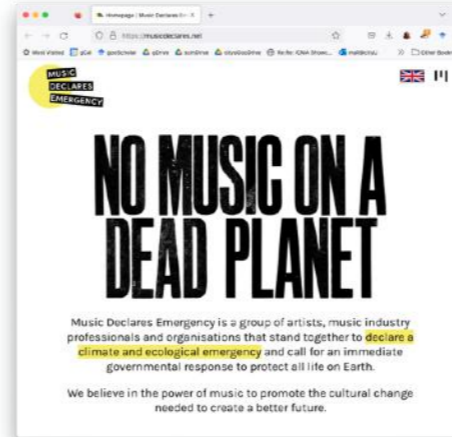 Homepage | Music Declares Em
https://musicdeclares.net
Most Visited
MUSIC
DECLARES
EMERGENCY
NO MUSIC ON A
DEAD PLANET
Music Declares Emergency is a group of artists, music industry
professionals and organisations that stand together to declare a
climate and ecological emergency and call for an immediate
governmental response to protect all life on Earth.
We believe in the power of music to promote the cultural change
needed to create a better future.